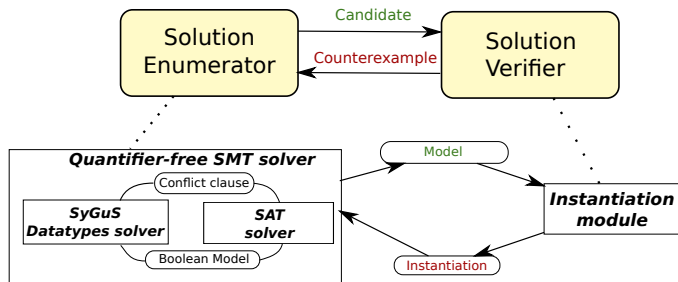 Candidate
Solution
Enumerator
Counterexample
Solution
Verifier
Quantifier-free SMT solver
Conflict clause
SyGuS
Datatypes solver
SAT
solver
Boolean Model
Model
Instantiation
module
Instantiation